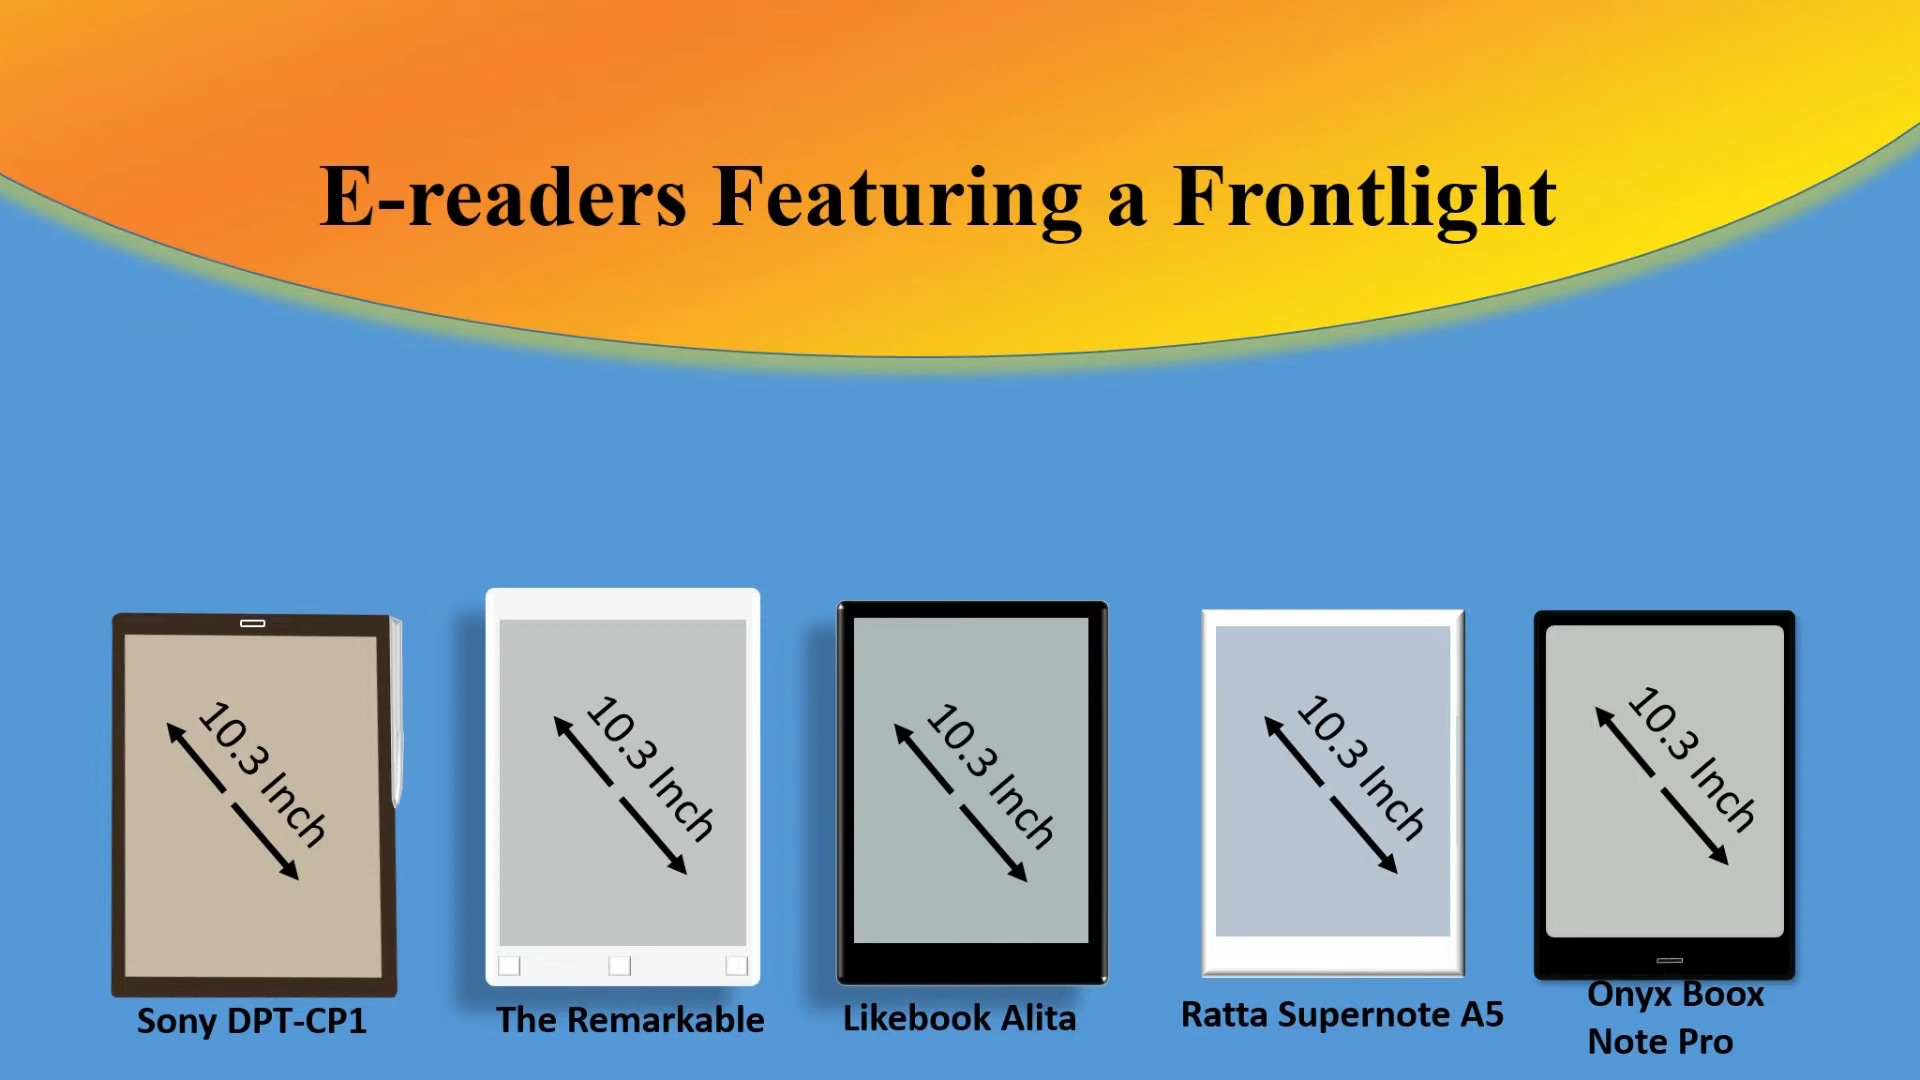 E-readers Featuring a Frontlight
10.3 Inch
10.3 Inch
10.3 Inch
10.3 Inch
10.3 Inch
Sony DPT-CP1
The Remarkable
Likebook Alita
Ratta Supernote A5
Onyx Boox
Note Pro